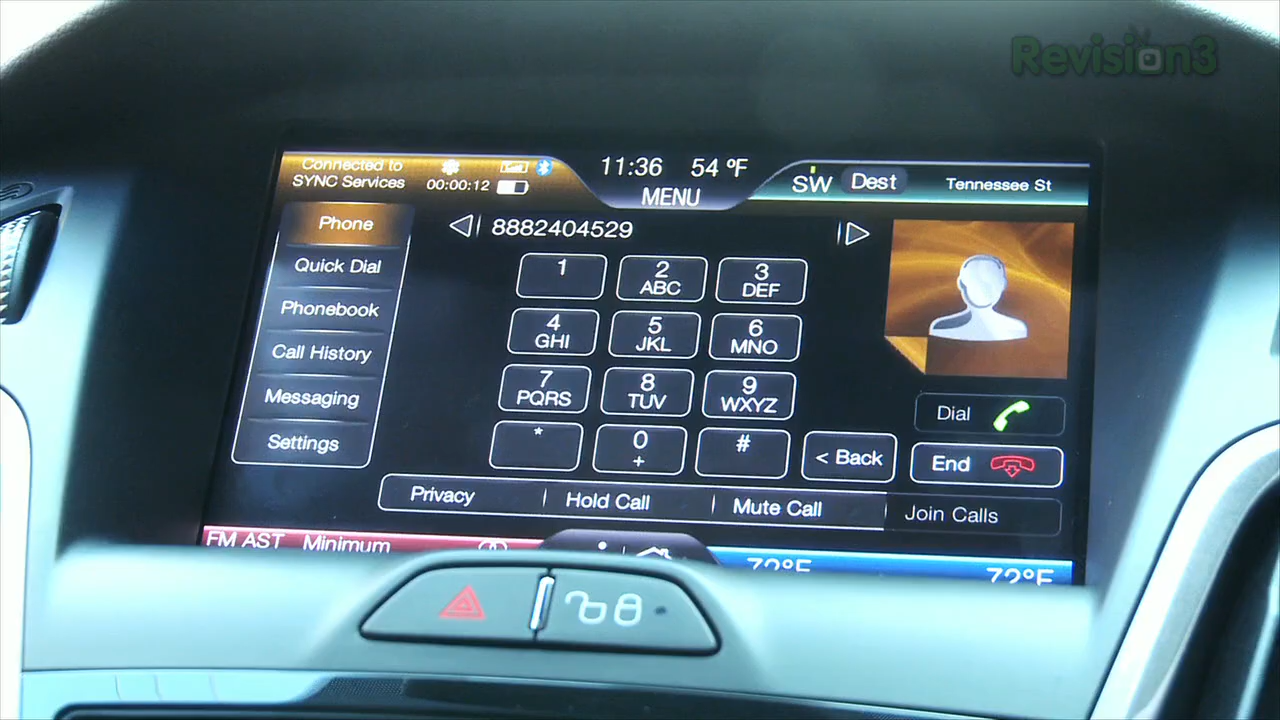 Revision3
Connected to
SYNC Services
00:00:12
11:36 54 °F
MENU
SW Dest Tennessee St
Phone
Quick Dial
Phonebook
Call History
Messaging
Settings
8882404529
1
2
ABC
3
DEF
4
GHI
5
JKL
6
MNO
7
PQRS
8
TUV
9
WXYZ
*
0
+
#
< Back
Dial
End
Privacy
Hold Call
Mute Call
Join Calls
FM AST Minimum
72°F
72°F